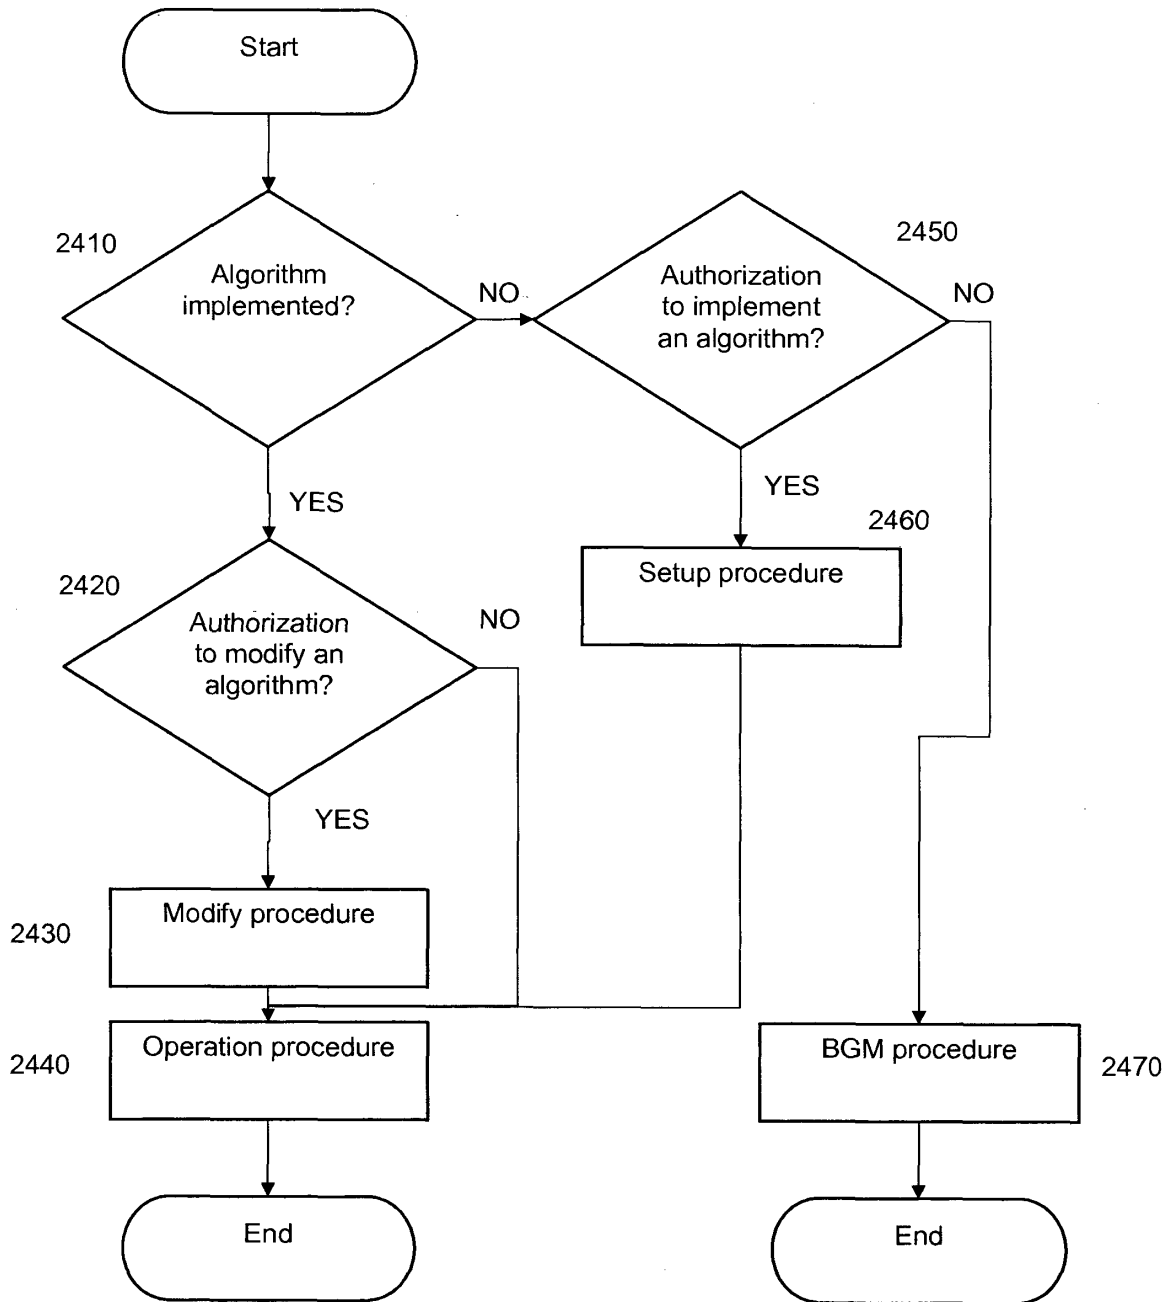 Start
2410
Algorithm
implemented?
NO
2450
Authorization
to implement
an algorithm?
NO
YES
YES
2460
Setup procedure
2420
Authorization
to modify an
algorithm?
NO
YES
Modify procedure
2430
Operation procedure
2440
BGM procedure
2470
End
End